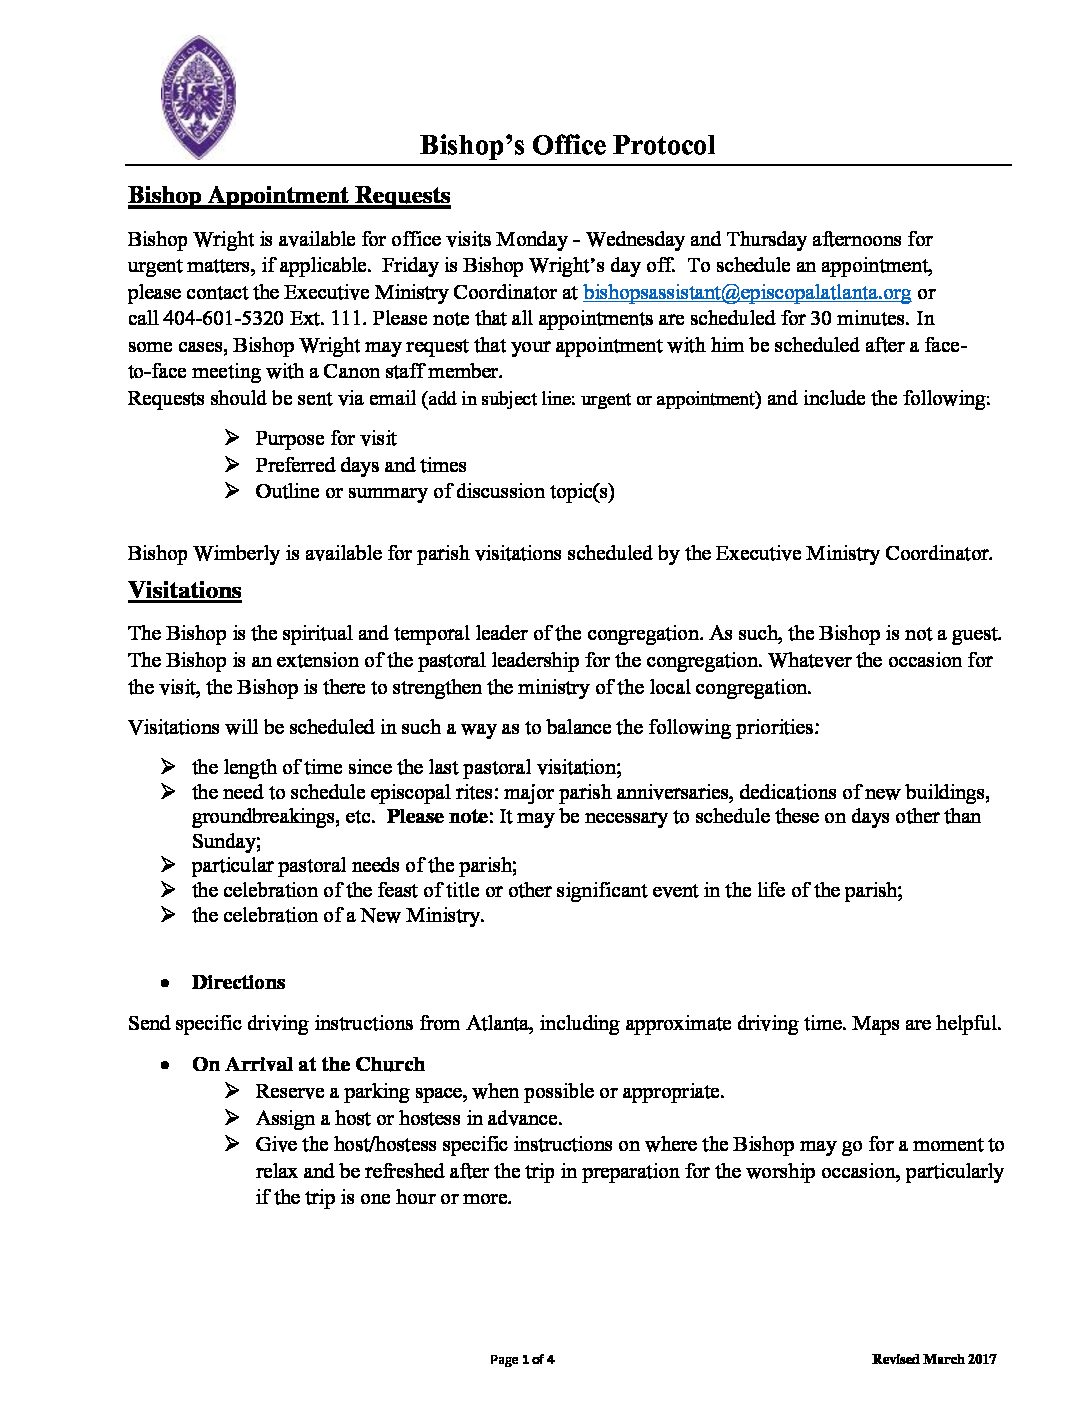 Bishop’s Office Protocol
Bishop Appointment Requests
Bishop Wright is available for office visits Monday - Wednesday and Thursday afternoons for
urgent matters, if applicable.  Friday is Bishop Wright’s day off.  To schedule an appointment,
please contact the Executive Ministry Coordinator at bishopsassistant@episcopalatlanta.org or
call 404-601-5320 Ext. 111. Please note that all appointments are scheduled for 30 minutes. In
some cases, Bishop Wright may request that your appointment with him be scheduled after a face-
to-face meeting with a Canon staff member.
Requests should be sent via email (add in subject line: urgent or appointment) and include the following:
➢ Purpose for visit
➢ Preferred days and times
➢ Outline or summary of discussion topic(s)
Bishop Wimberly is available for parish visitations scheduled by the Executive Ministry Coordinator.
Visitations
The Bishop is the spiritual and temporal leader of the congregation. As such, the Bishop is not a guest.
The Bishop is an extension of the pastoral leadership for the congregation. Whatever the occasion for
the visit, the Bishop is there to strengthen the ministry of the local congregation.
Visitations will be scheduled in such a way as to balance the following priorities:
➢ the length of time since the last pastoral visitation;
➢ the need to schedule episcopal rites: major parish anniversaries, dedications of new buildings,
groundbreakings, etc.  Please note: It may be necessary to schedule these on days other than
Sunday;
➢ particular pastoral needs of the parish;
➢ the celebration of the feast of title or other significant event in the life of the parish;
➢ the celebration of a New Ministry.
• Directions
Send specific driving instructions from Atlanta, including approximate driving time. Maps are helpful.
• On Arrival at the Church
➢ Reserve a parking space, when possible or appropriate.
➢ Assign a host or hostess in advance.
➢ Give the host/hostess specific instructions on where the Bishop may go for a moment to
relax and be refreshed after the trip in preparation for the worship occasion, particularly
if the trip is one hour or more.
Page 1 of 4
Revised March 2017